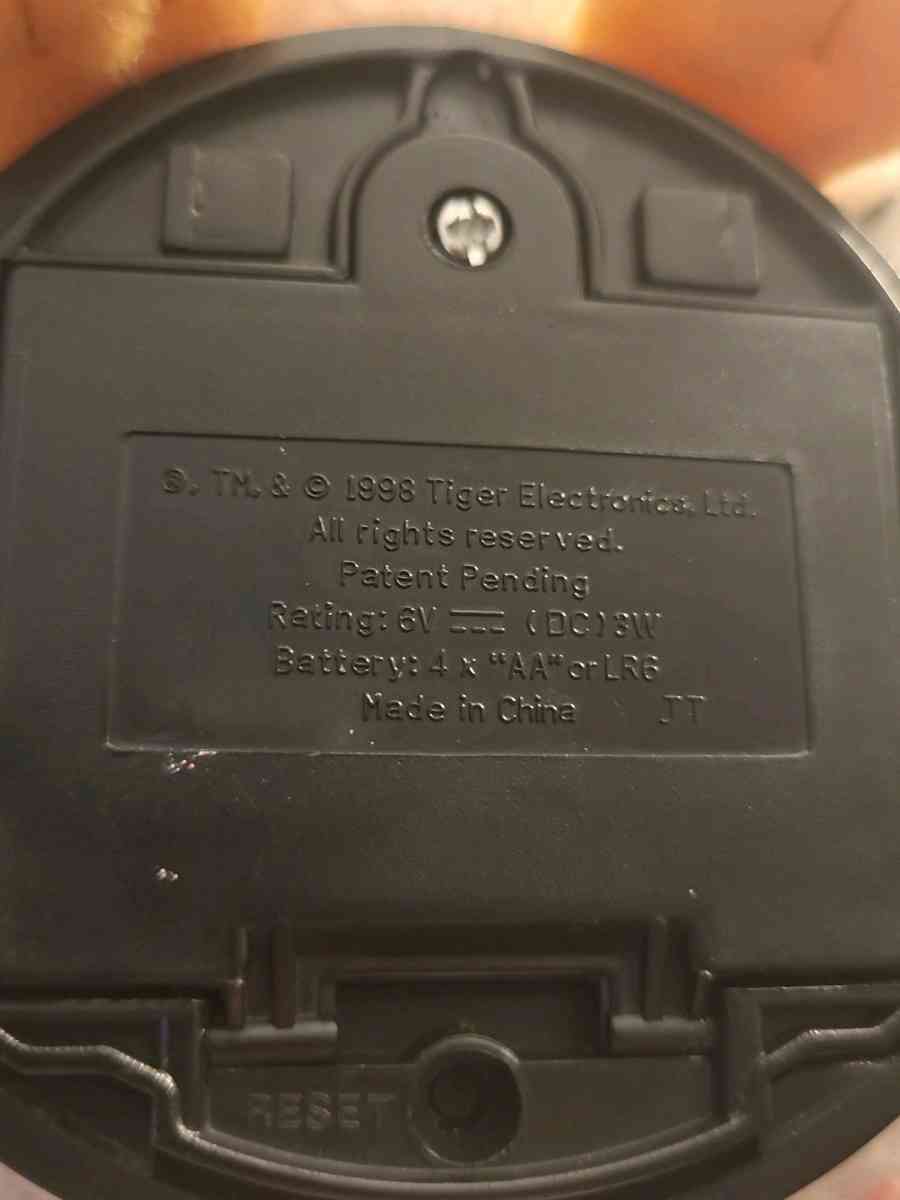 ®, TM, & © 1998 Tiger Electronics, Ltd.
All rights reserved.
Patent Pending
Rating: 6V ⎓ (DC) 3W
Battery: 4 x “AA” or LR6
Made in China JT
RESET